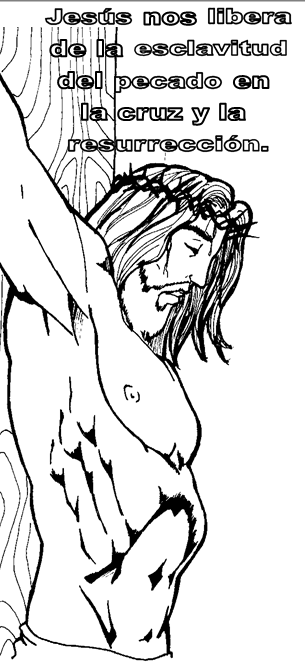 Jesús nos libera
de la esclavitud
del pecado en
la cruz y la
resurrección.